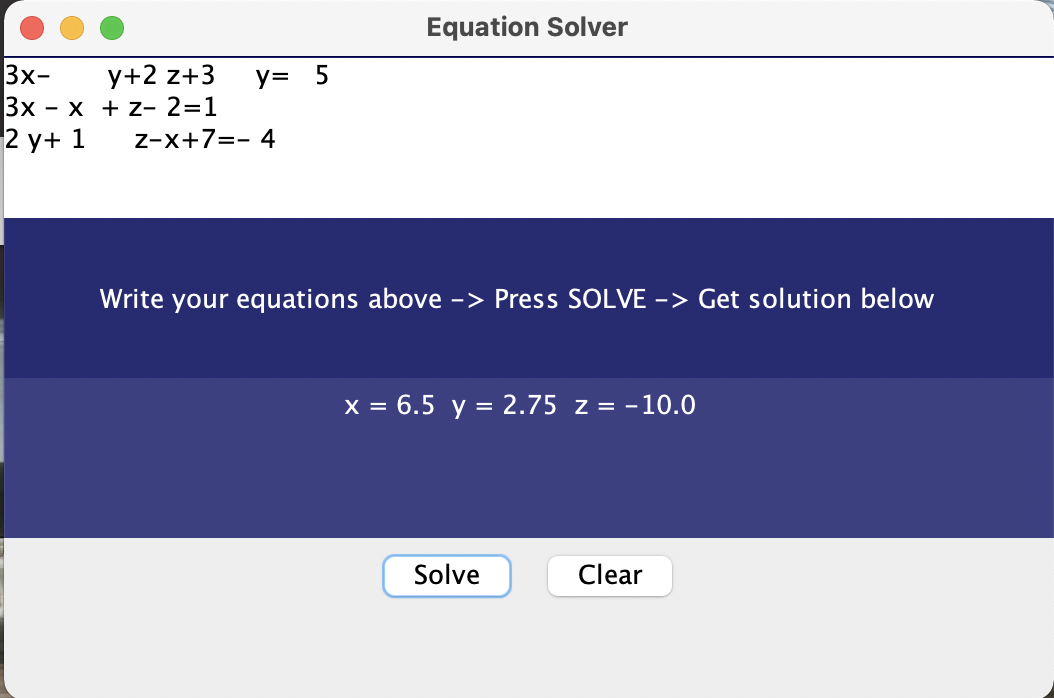 Equation Solver
3x-    y+2 z+3   y=  5
3x - x  + z- 2=1
2 y+ 1    z-x+7=- 4
Write your equations above -> Press SOLVE -> Get solution below
x = 6.5  y = 2.75  z = -10.0
Solve
Clear